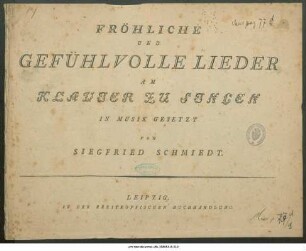 FRÖHLICHE
UND
GEFÜHLVOLLE LIEDER
AM
KLAVIER ZU SINGEN
IN MUSIK GESETZT
VON
SIEGFRIED SCHMIEDT.
LEIPZIG,
IN DER BREITKOPFISCHEN BUCHHANDLUNG.